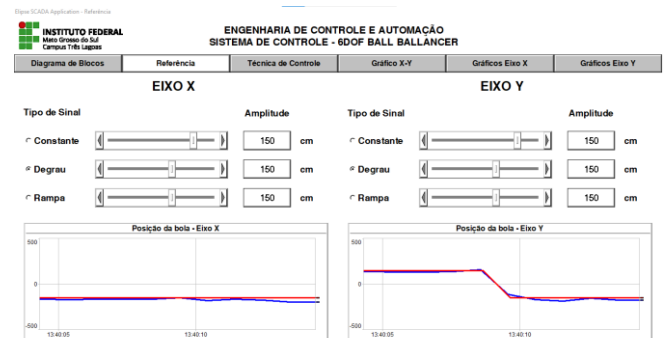 Elipse SCADA Application - Referência
INSTITUTO FEDERAL
Mato Grosso do Sul
Campus Três Lagoas
ENGENHARIA DE CONTROLE E AUTOMAÇÃO
SISTEMA DE CONTROLE - 6DOF BALL BALLANCER
Diagrama de Blocos Referência Técnica de Controle Gráfico X-Y Gráficos Eixo X Gráficos Eixo Y
EIXO X EIXO Y
Tipo de Sinal Amplitude Tipo de Sinal Amplitude
Constante 150 cm Constante 150 cm
Degrau 150 cm Degrau 150 cm
Rampa 150 cm Rampa 150 cm
Posição da bola - Eixo X Posição da bola - Eixo Y
500 500
0 0
-500 -500
13:40:05 13:40:10 13:40:05 13:40:10